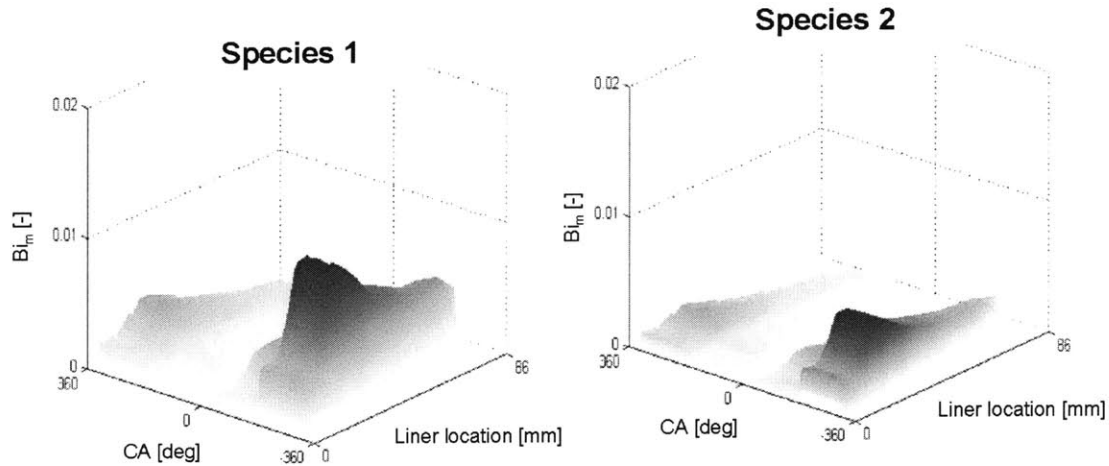 Species 1
0.02
0.01
0
Bi_m [-]
360
0
-360
CA [deg]
0
86
Liner location [mm]
Species 2
0.02
0.01
0
Bi_m [-]
360
0
-360
CA [deg]
0
86
Liner location [mm]